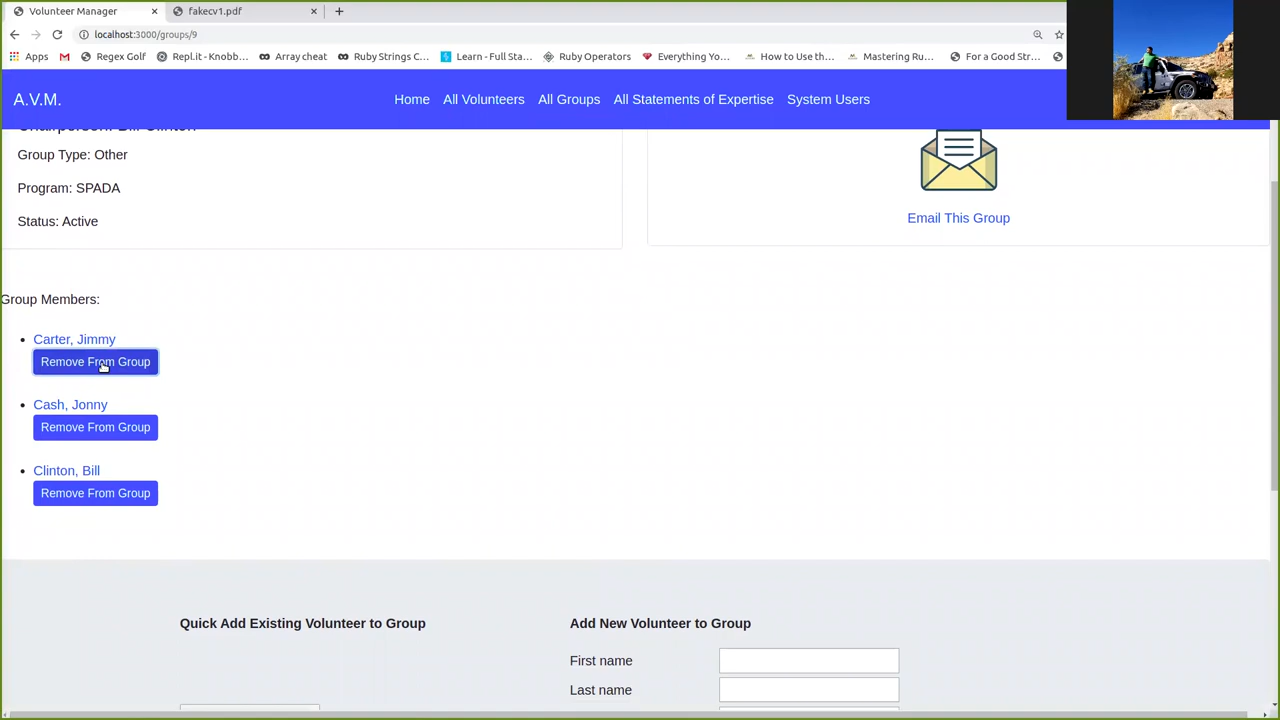 Volunteer Manager
fakecv1.pdf
localhost:3000/groups/9
Apps
Regex Golf
Repl.it - Knobb...
Array cheat
Ruby Strings C...
Learn - Full Sta...
Ruby Operators
Everything Yo...
How to Use th...
Mastering Ru...
For a Good Str...
A.V.M.
Home
All Volunteers
All Groups
All Statements of Expertise
System Users
Chairperson: Bill Clinton
Group Type: Other
Program: SPADA
Status: Active
Email This Group
Group Members:
Carter, Jimmy
Remove From Group
Cash, Jonny
Remove From Group
Clinton, Bill
Remove From Group
Quick Add Existing Volunteer to Group
Add New Volunteer to Group
First name
Last name